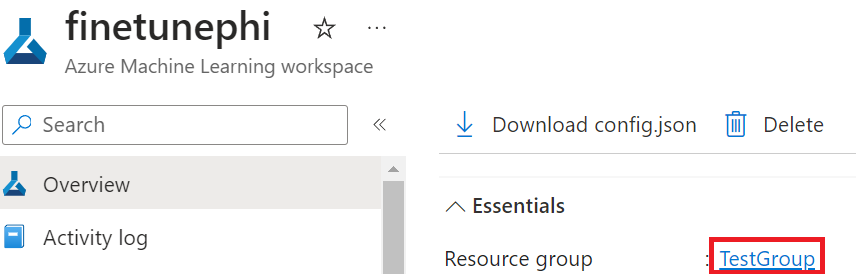 finetunephi ☆ ···
Azure Machine Learning workspace
Search
Overview
Activity log
Download config.json Delete
Essentials
Resource group : TestGroup